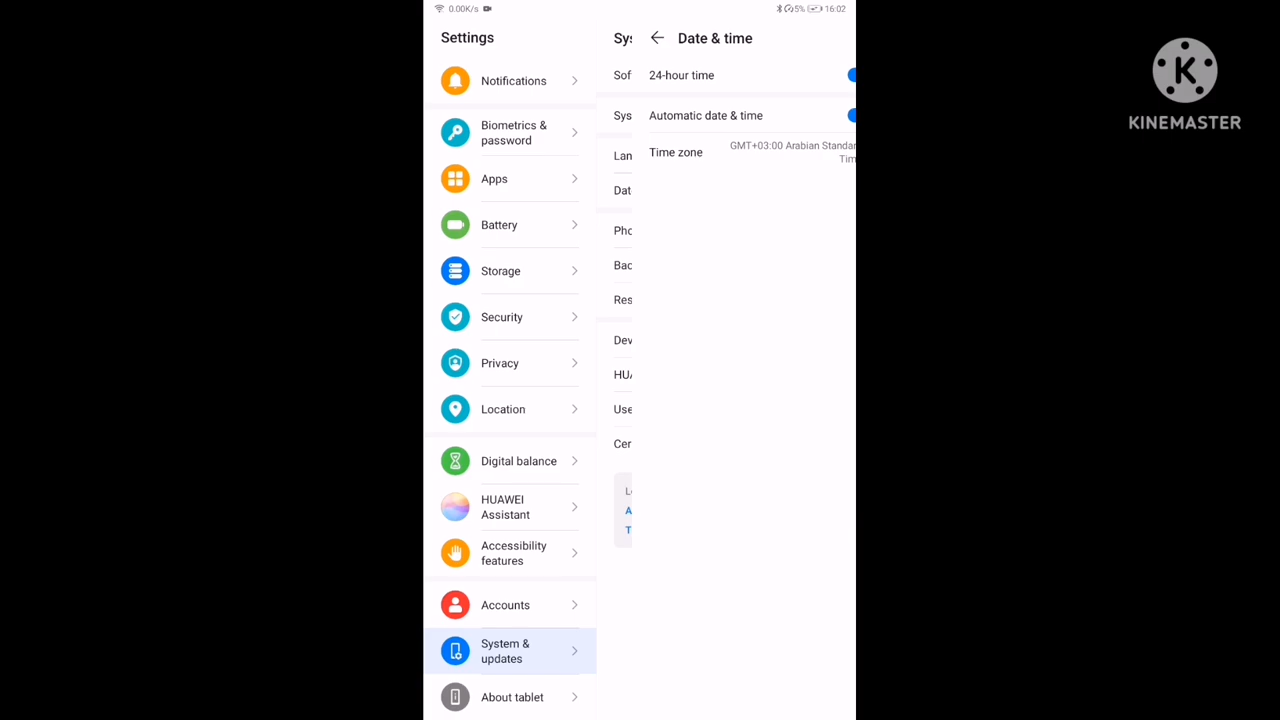 0.00K/s
5%
16:02
Settings
Notifications
Biometrics &
password
Apps
Battery
Storage
Security
Privacy
Location
Digital balance
HUAWEI
Assistant
Accessibility
features
Accounts
System &
updates
About tablet
Sys
Sof
Sys
Lan
Dat
Pho
Bac
Res
Dev
HUA
Use
Cer
L
A
T
Date & time
24-hour time
Automatic date & time
Time zone
GMT+03:00 Arabian Standar
Tim
K
KINEMASTER